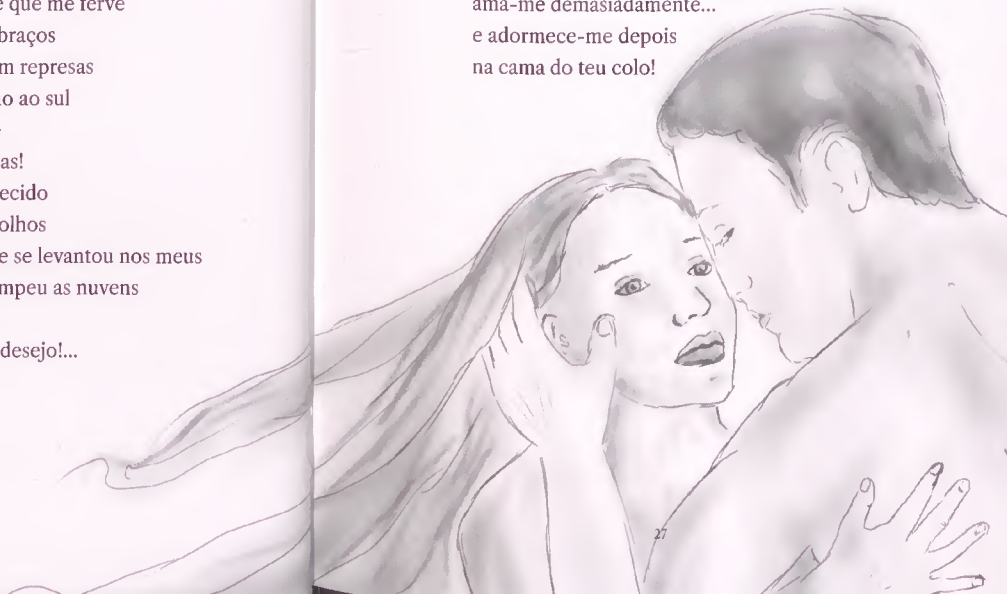 e que me ferve
braços
m represas
o ao sul
as!
ecido
olhos
e se levantou nos meus
mpeu as nuvens
desejo!...
ama-me demasiadamente...
e adormece-me depois
na cama do teu colo!
27